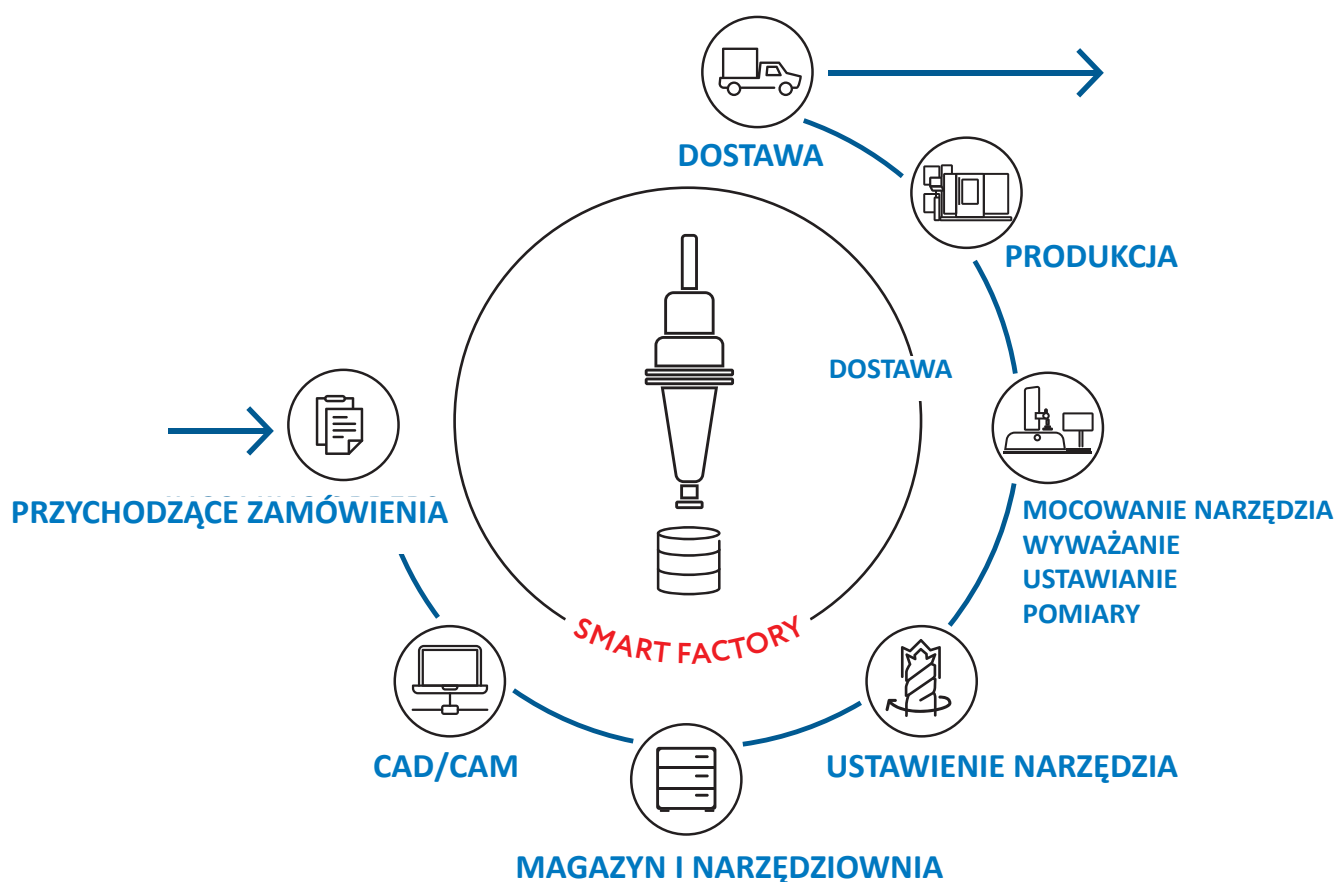 DOSTAWA
PRODUKCJA
DOSTAWA
PRZYCHODZĄCE ZAMÓWIENIA
MOCOWANIE NARZĘDZIA
WYWAŻANIE
USTAWIANIE
POMIARY
SMART FACTORY
CAD/CAM
USTAWIENIE NARZĘDZIA
MAGAZYN I NARZĘDZIOWNIA